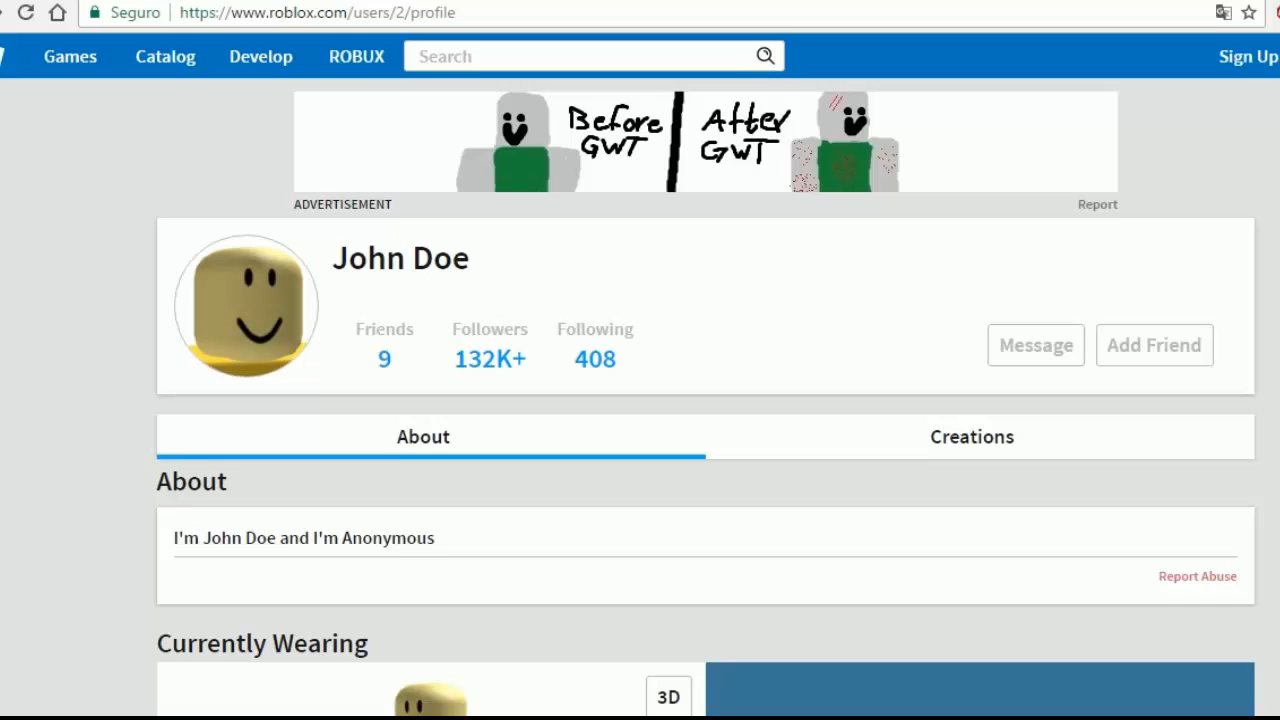 Seguro https://www.roblox.com/users/2/profile
Games Catalog Develop ROBUX Search Sign Up
Before GWT After GWT
ADVERTISEMENT Report
John Doe
Friends Followers Following
9 132K+ 408
Message Add Friend
About Creations
About
I'm John Doe and I'm Anonymous
Report Abuse
Currently Wearing
3D